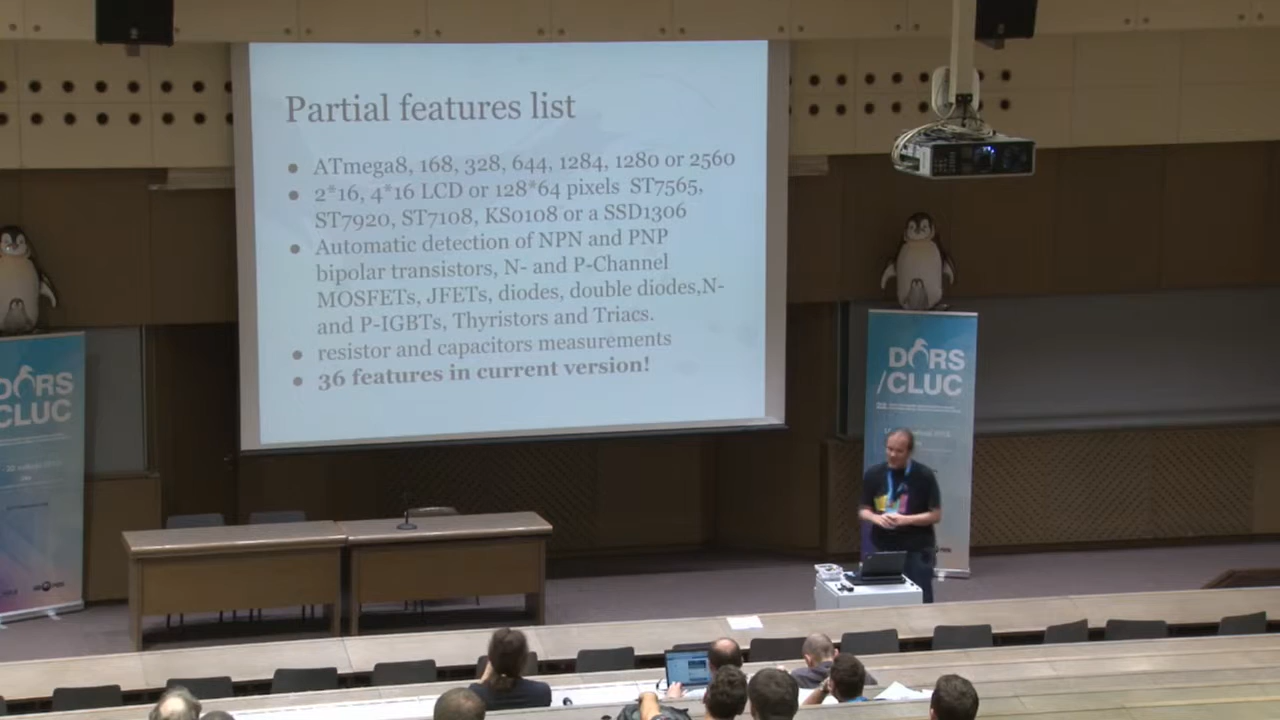 Partial features list
ATmega8, 168, 328, 644, 1284, 1280 or 2560
2*16, 4*16 LCD or 128*64 pixels ST7565,
ST7920, ST7108, KS0108 or a SSD1306
Automatic detection of NPN and PNP
bipolar transistors, N- and P-Channel
MOSFETs, JFETs, diodes, double diodes,N-
and P-IGBTs, Thyristors and Triacs.
resistor and capacitors measurements
36 features in current version!
DORS
/CLUC
DORS
CLUC